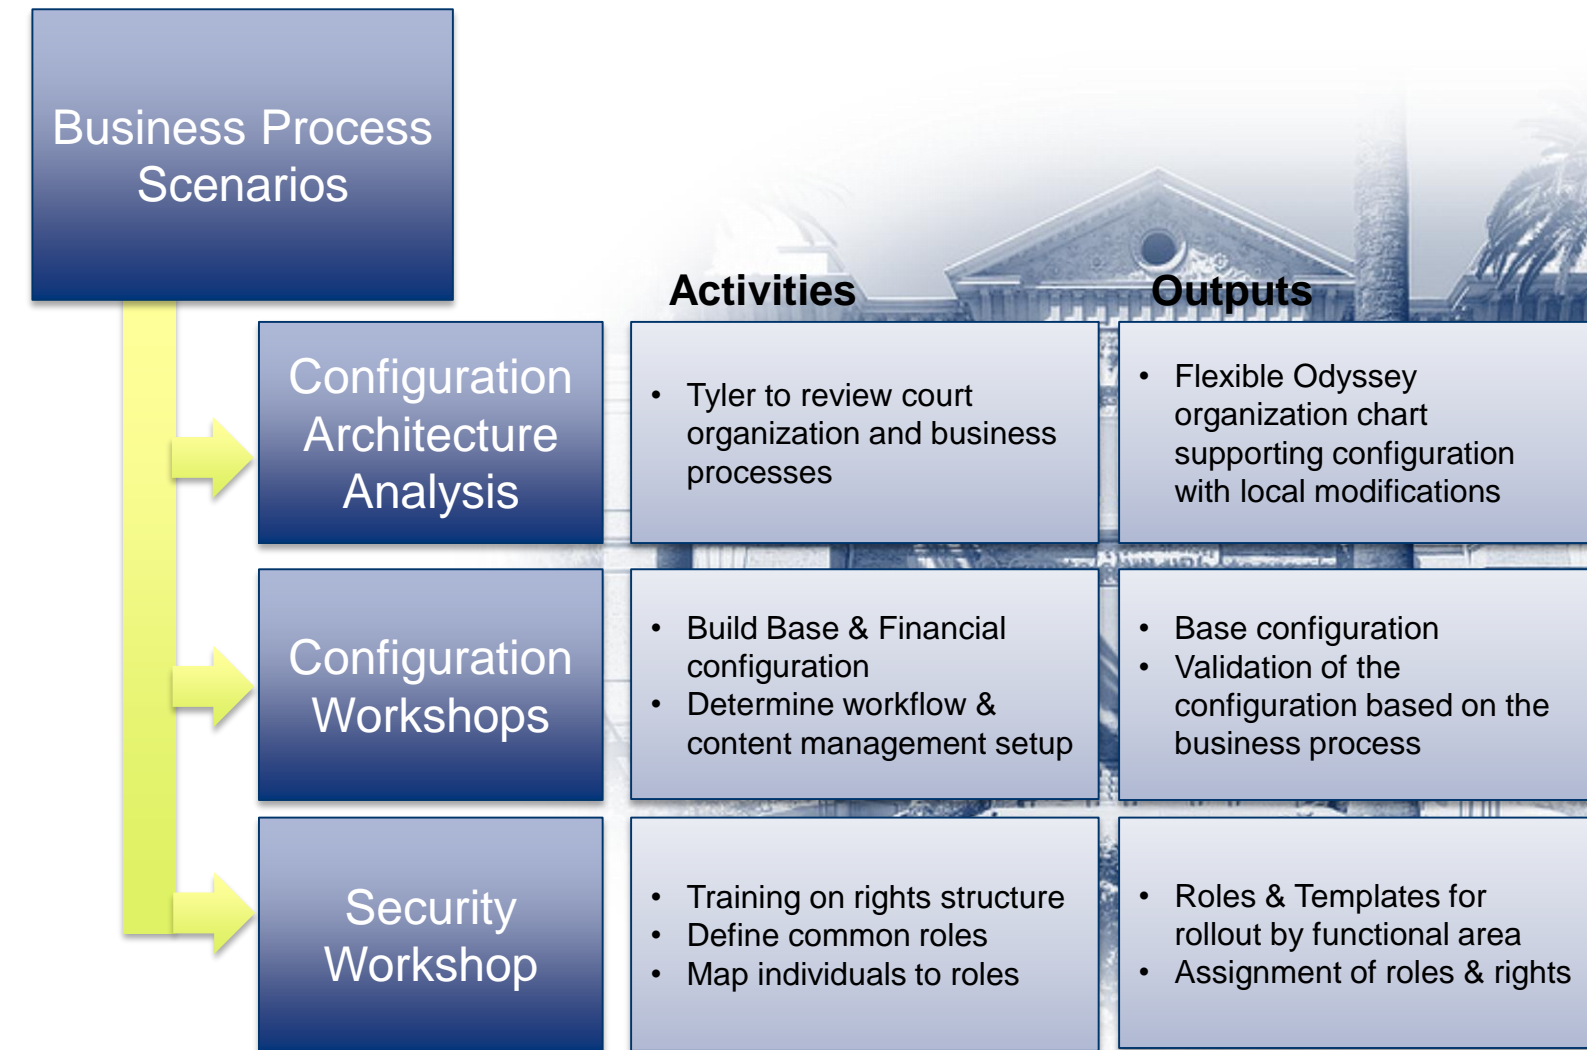 Business Process
Scenarios
Activities
Outputs
Configuration
Architecture
Analysis
• Tyler to review court
organization and business
processes
• Flexible Odyssey
organization chart
supporting configuration
with local modifications
Configuration
Workshops
• Build Base & Financial
configuration
• Determine workflow &
content management setup
• Base configuration
• Validation of the
configuration based on the
business process
Security
Workshop
• Training on rights structure
• Define common roles
• Map individuals to roles
• Roles & Templates for
rollout by functional area
• Assignment of roles & rights